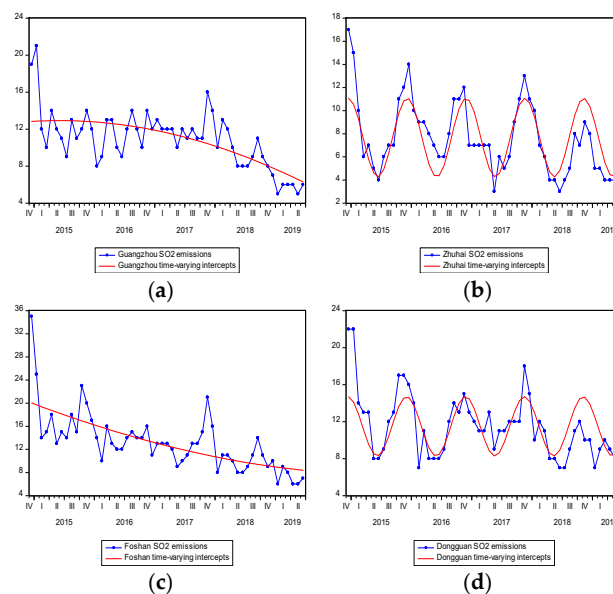 24
20
16
12
8
4
IV I II III IV I II III IV I II III IV I II III IV I II
2015 2016 2017 2018 2019
Guangzhou SO2 emissions
Guangzhou time-varying intercepts
(a)
18
16
14
12
10
8
6
4
2
IV I II III IV I II III IV I II III IV I II III IV I
2015 2016 2017 2018 201
Zhuhai SO2 emissions
Zhuhai time-varying intercepts
(b)
36
32
28
24
20
16
12
8
4
IV I II III IV I II III IV I II III IV I II III IV I II
2015 2016 2017 2018 2019
Foshan SO2 emissions
Foshan time-varying intercepts
(c)
24
20
16
12
8
4
IV I II III IV I II III IV I II III IV I II III IV I
2015 2016 2017 2018 201
Dongguan SO2 emissions
Dongguan time-varying intercepts
(d)